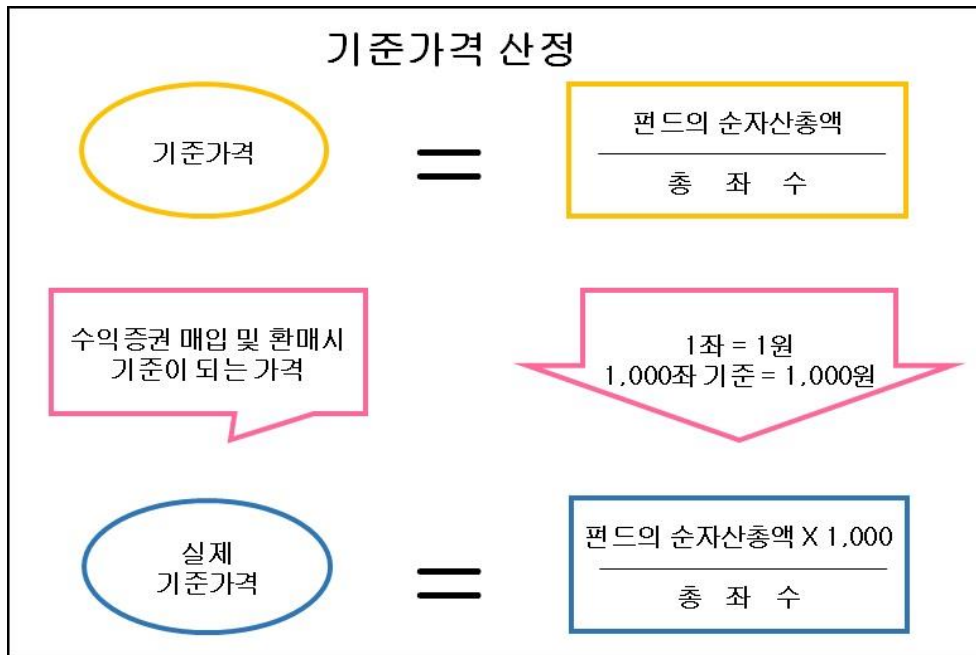 기준가격 산정
기준가격
=
펀드의 순자산총액
총 좌 수
수익증권 매입 및 환매시
기준이 되는 가격
1좌 = 1원
1,000좌 기준 = 1,000원
실제
기준가격
=
펀드의 순자산총액 X 1,000
총 좌 수